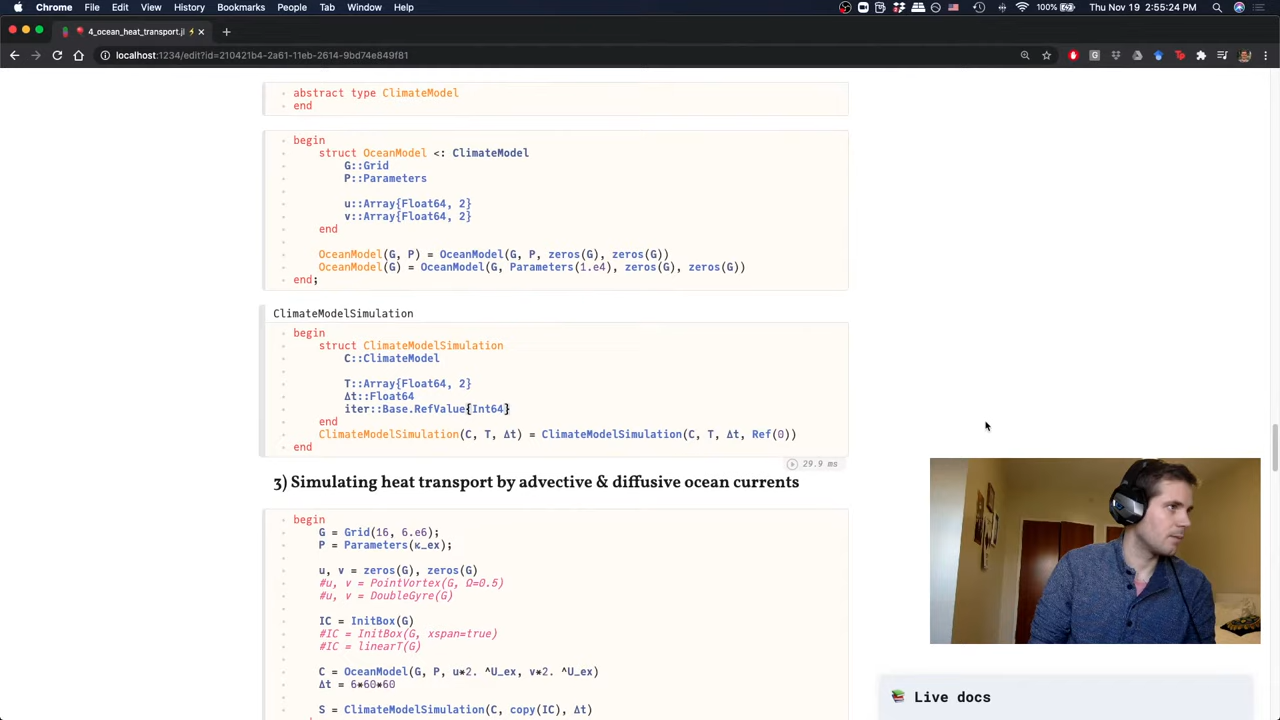 Chrome File Edit View History Bookmarks People Tab Window Help 100% Thu Nov 19 2:55:24 PM
4_ocean_heat_transport.jl
localhost:1234/edit?id=210421b4-2a61-11eb-2614-9bd74e849f81
abstract type ClimateModel
end
begin
struct OceanModel <: ClimateModel
G::Grid
P::Parameters
u::Array{Float64, 2}
v::Array{Float64, 2}
end
OceanModel(G, P) = OceanModel(G, P, zeros(G), zeros(G))
OceanModel(G) = OceanModel(G, Parameters(1.e4), zeros(G), zeros(G))
end;
ClimateModelSimulation
begin
struct ClimateModelSimulation
C::ClimateModel
T::Array{Float64, 2}
Δt::Float64
iter::Base.RefValue{Int64}
end
ClimateModelSimulation(C, T, Δt) = ClimateModelSimulation(C, T, Δt, Ref(0))
end
29.9 ms
3) Simulating heat transport by advective & diffusive ocean currents
begin
G = Grid(16, 6.e6);
P = Parameters(κ_ex);
u, v = zeros(G), zeros(G)
#u, v = PointVortex(G, Ω=0.5)
#u, v = DoubleGyre(G)
IC = InitBox(G)
#IC = InitBox(G, xspan=true)
#IC = linearT(G)
C = OceanModel(G, P, u*2. ^U_ex, v*2. ^U_ex)
Δt = 6*60*60
S = ClimateModelSimulation(C, copy(IC), Δt)
Live docs